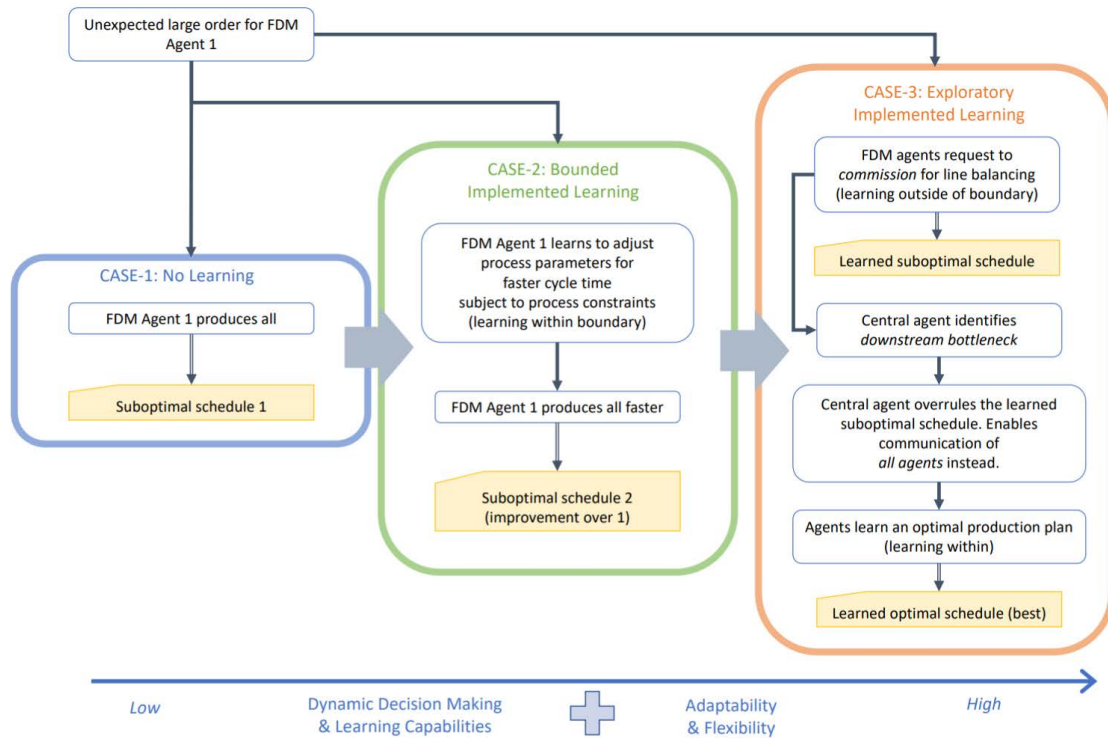 Unexpected large order for FDM
Agent 1
CASE-1: No Learning
FDM Agent 1 produces all
Suboptimal schedule 1
CASE-2: Bounded
Implemented Learning
FDM Agent 1 learns to adjust
process parameters for
faster cycle time
subject to process constraints
(learning within boundary)
FDM Agent 1 produces all faster
Suboptimal schedule 2
(improvement over 1)
CASE-3: Exploratory
Implemented Learning
FDM agents request to
commission for line balancing
(learning outside of boundary)
Learned suboptimal schedule
Central agent identifies
downstream bottleneck
Central agent overrules the learned
suboptimal schedule. Enables
communication of
all agents instead.
Agents learn an optimal production plan
(learning within)
Learned optimal schedule (best)
Low
Dynamic Decision Making
& Learning Capabilities
Adaptability
& Flexibility
High